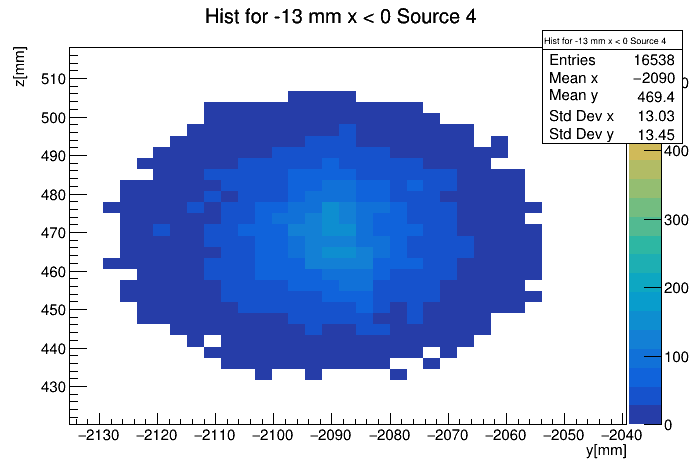 Hist for -13 mm x < 0 Source 4
z[mm]
Hist for -13 mm x < 0 Source 4
Entries 16538
Mean x −2090
Mean y 469.4
Std Dev x 13.03
Std Dev y 13.45
510
500
490
480
470
460
450
440
430
0
400
300
200
100
0
−2130 −2120 −2110 −2100 −2090 −2080 −2070 −2060 −2050 −2040
y[mm]